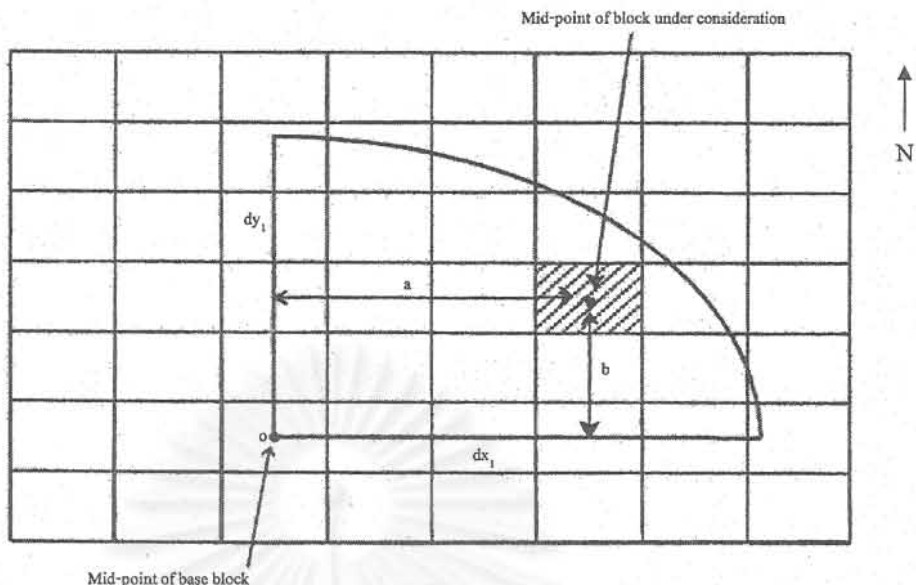 Mid-point of block under consideration
N
dy₁
a
b
o
dx₁
Mid-point of base block